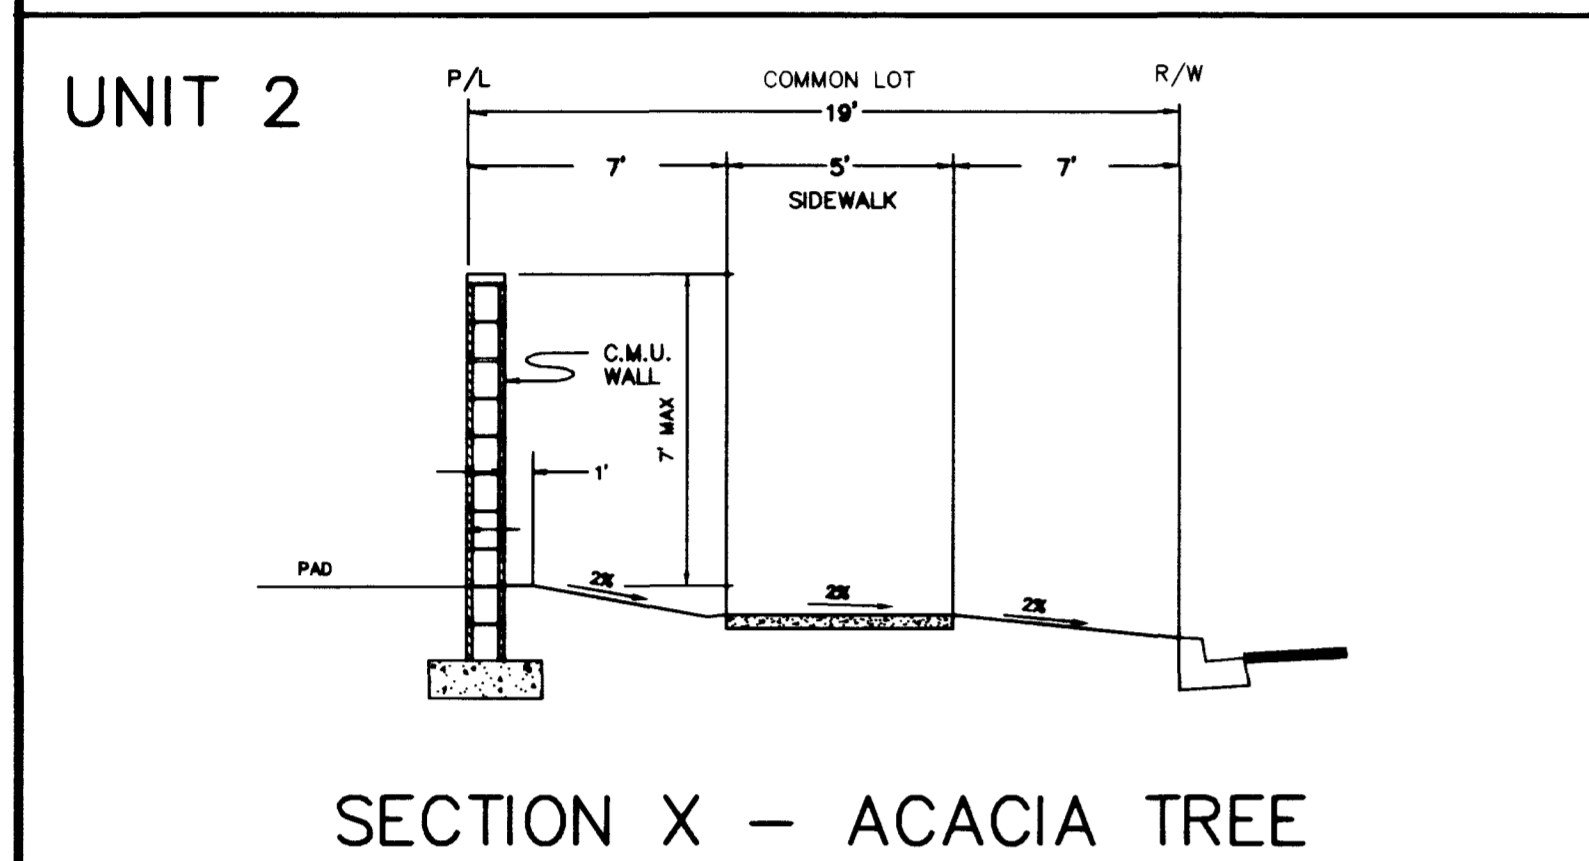 UNIT 2
P/L
COMMON LOT
R/W
19'
7'
5'
7'
SIDEWALK
C.M.U.
WALL
7' MAX
1'
PAD
2%
2%
2%
SECTION X – ACACIA TREE